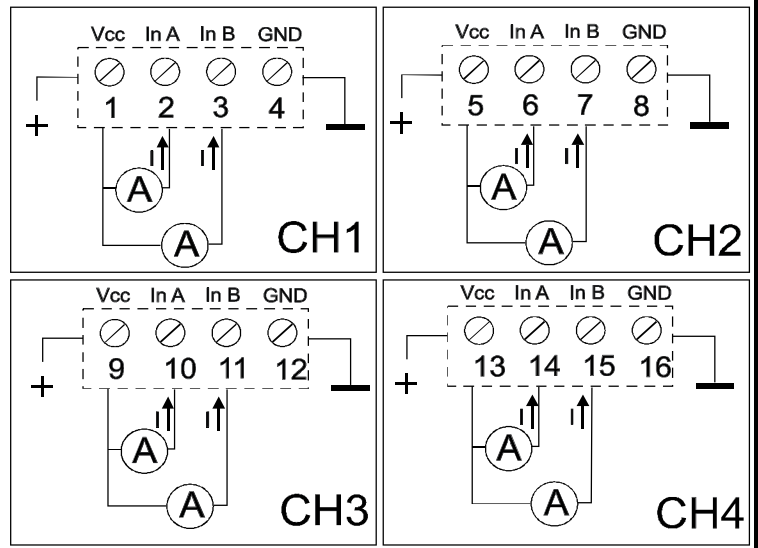 Vcc In A In B GND
1 2 3 4
+
I I
A
A
CH1
Vcc In A In B GND
5 6 7 8
+
I I
A
A
CH2
Vcc In A In B GND
9 10 11 12
+
I I
A
A
CH3
Vcc In A In B GND
13 14 15 16
+
I I
A
A
CH4